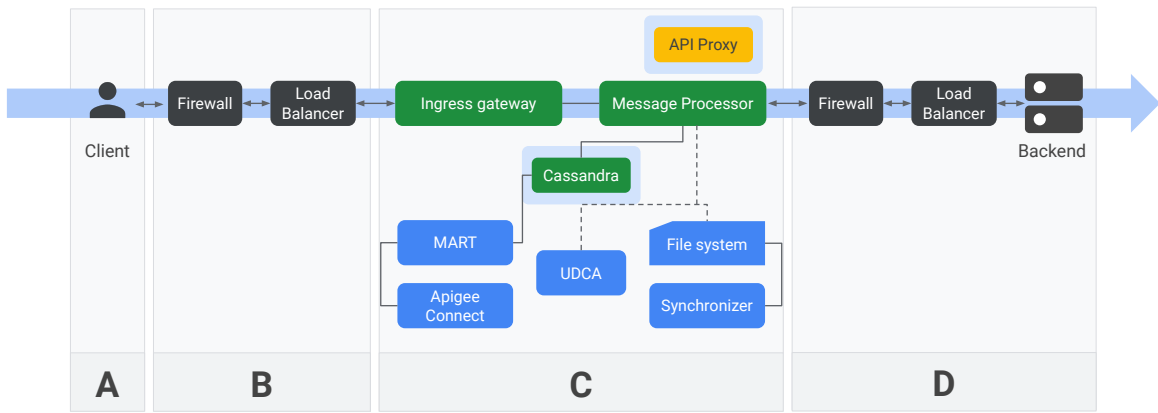 API Proxy
Firewall
Load
Balancer
Ingress gateway
Message Processor
Firewall
Load
Balancer
Client
Backend
Cassandra
MART
UDCA
File system
Apigee
Connect
Synchronizer
A
B
C
D